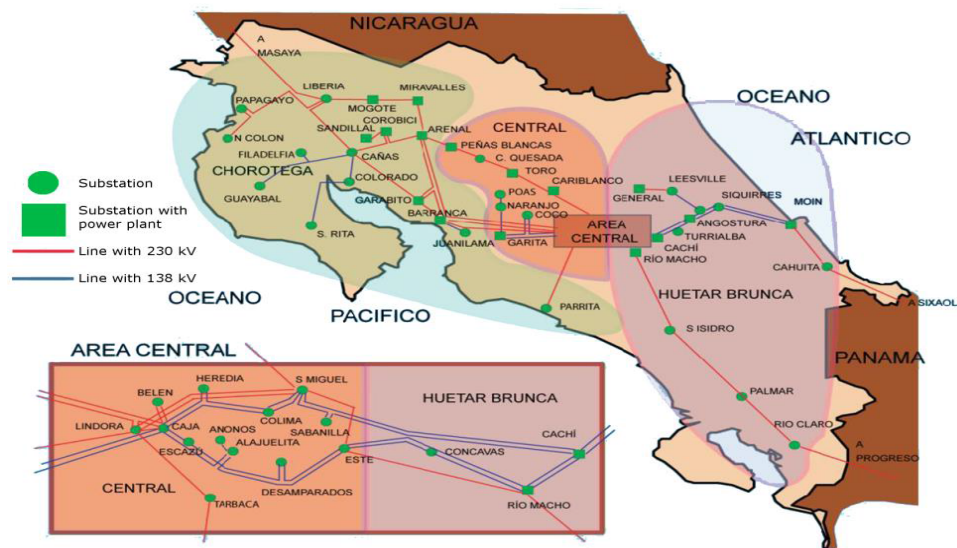 NICARAGUA
A
MASAYA
LIBERIA
MIRAVALLES
PAPAGAYO
MOGOTE
COROBICI
SANDILLAL
ARENAL
N COLON
FILADELFIA
CAÑAS
CHOROTEGA
COLORADO
GUAYABAL
GARABITO
BARRANCA
S. RITA
JUANILAMA
CENTRAL
PEÑAS BLANCAS
C. QUESADA
TORO
CARIBLANCO
POAS
NARANJO
COCO
GARITA
AREA
CENTRAL
PARRITA
OCEANO
ATLANTICO
LEESVILLE
GENERAL
SIQUIRRES
MOIN
ANGOSTURA
TURRIALBA
CACHÍ
RÍO MACHO
CAHUITA
HUETAR BRUNCA
A SIXAOL
S ISIDRO
PANAMA
PALMAR
RIO CLARO
A
PROGRESO
Substation
Substation with
power plant
Line with 230 kV
Line with 138 kV
OCEANO
PACIFICO
AREA CENTRAL
HEREDIA
S MIGUEL
BELEN
HUETAR BRUNCA
LINDORA
CAJA
COLIMA
ANONOS
SABANILLA
CACHÍ
ESCAZU
ALAJUELITA
ESTE
CONCAVAS
CENTRAL
DESAMPARADOS
TARBACA
RÍO MACHO